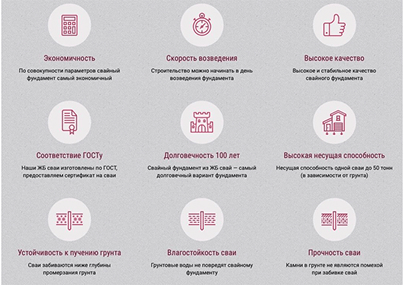 Экономичность
По совокупности параметров свайный
фундамент самый экономичный
Скорость возведения
Строительство можно начинать в день
возведения фундамента
Высокое качество
Высокое и стабильное качество
свайного фундамента
Соответствие ГОСТу
Наши ЖБ сваи изготовлены по ГОСТ,
предоставляем сертификат на сваи
Долговечность 100 лет
Свайный фундамент из ЖБ свай — самый
долговечный вариант фундамента
Высокая несущая способность
Несущая способность одной сваи до 50 тонн
(в зависимости от грунта)
Устойчивость к пучению грунта
Сваи забиваются ниже глубины
промерзания грунта
Влагостойкость сваи
Грунтовые воды не повредят свайному
фундаменту
Прочность сваи
Камни в грунте не являются помехой
при забивке свай